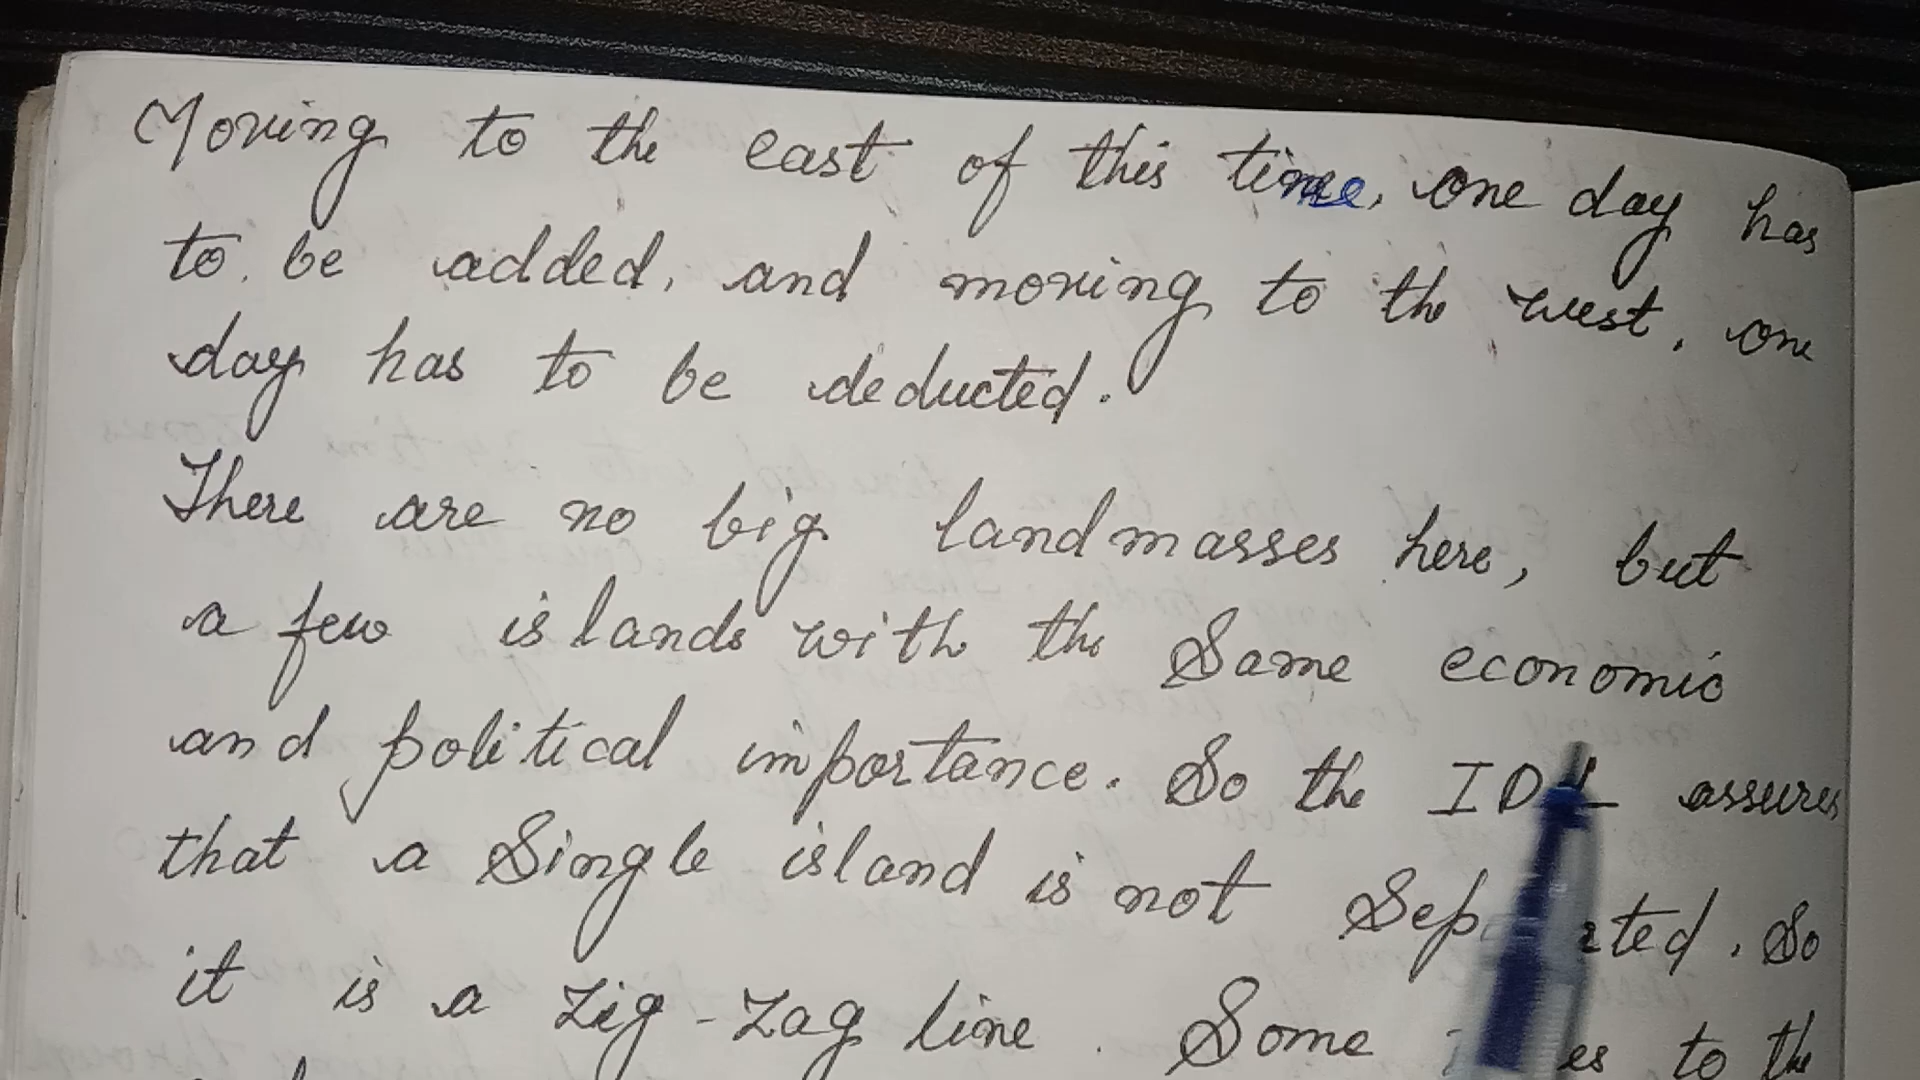 Moving to the east of this time, one day has
to be added, and moving to the west, one
day has to be deducted.
There are no big landmasses here, but
a few islands with the Same economic
and political importance. So the IDL assures
that a Single island is not . So
it is a Zig-Zag line. Some to the